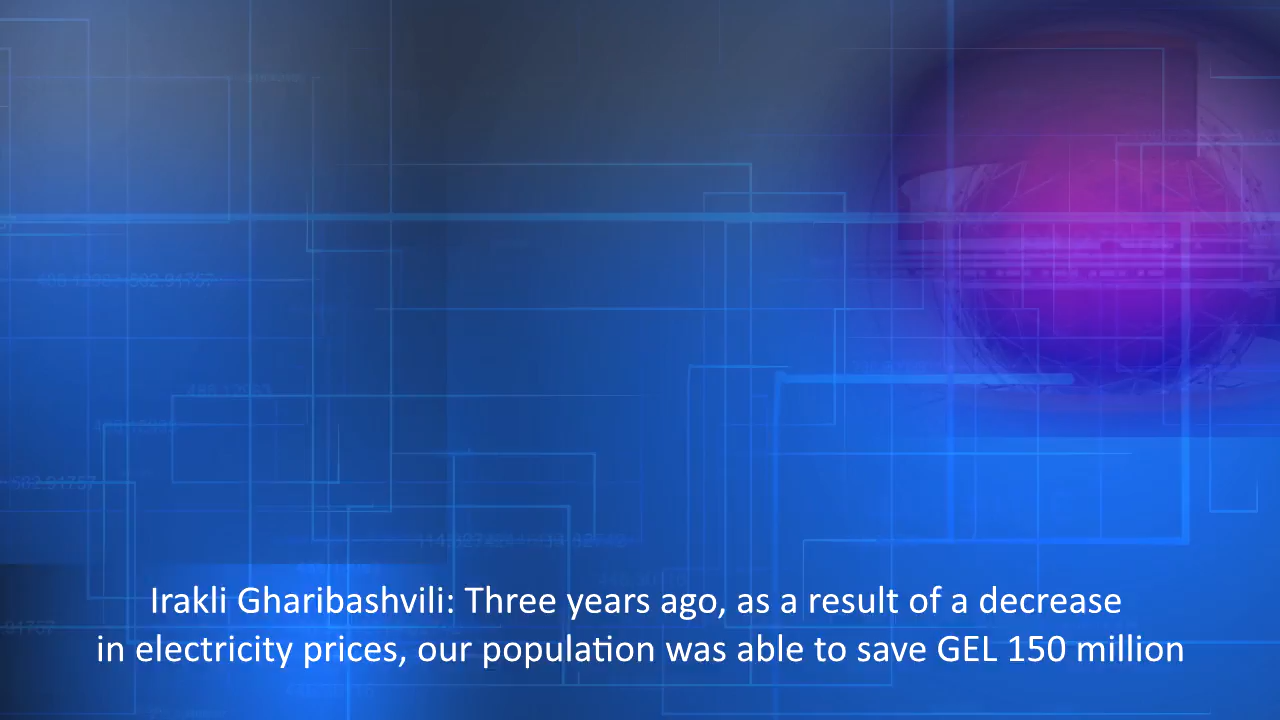 Irakli Gharibashvili: Three years ago, as a result of a decrease
in electricity prices, our population was able to save GEL 150 million